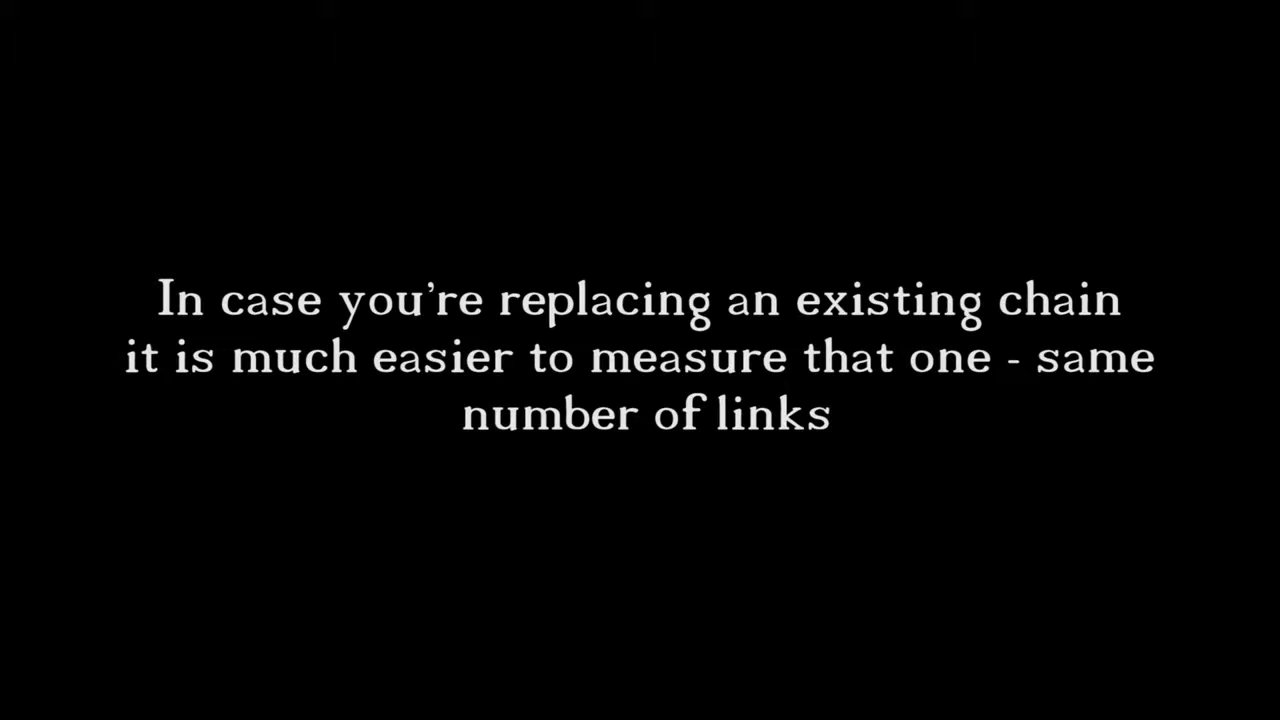 In case you're replacing an existing chain
it is much easier to measure that one - same
number of links